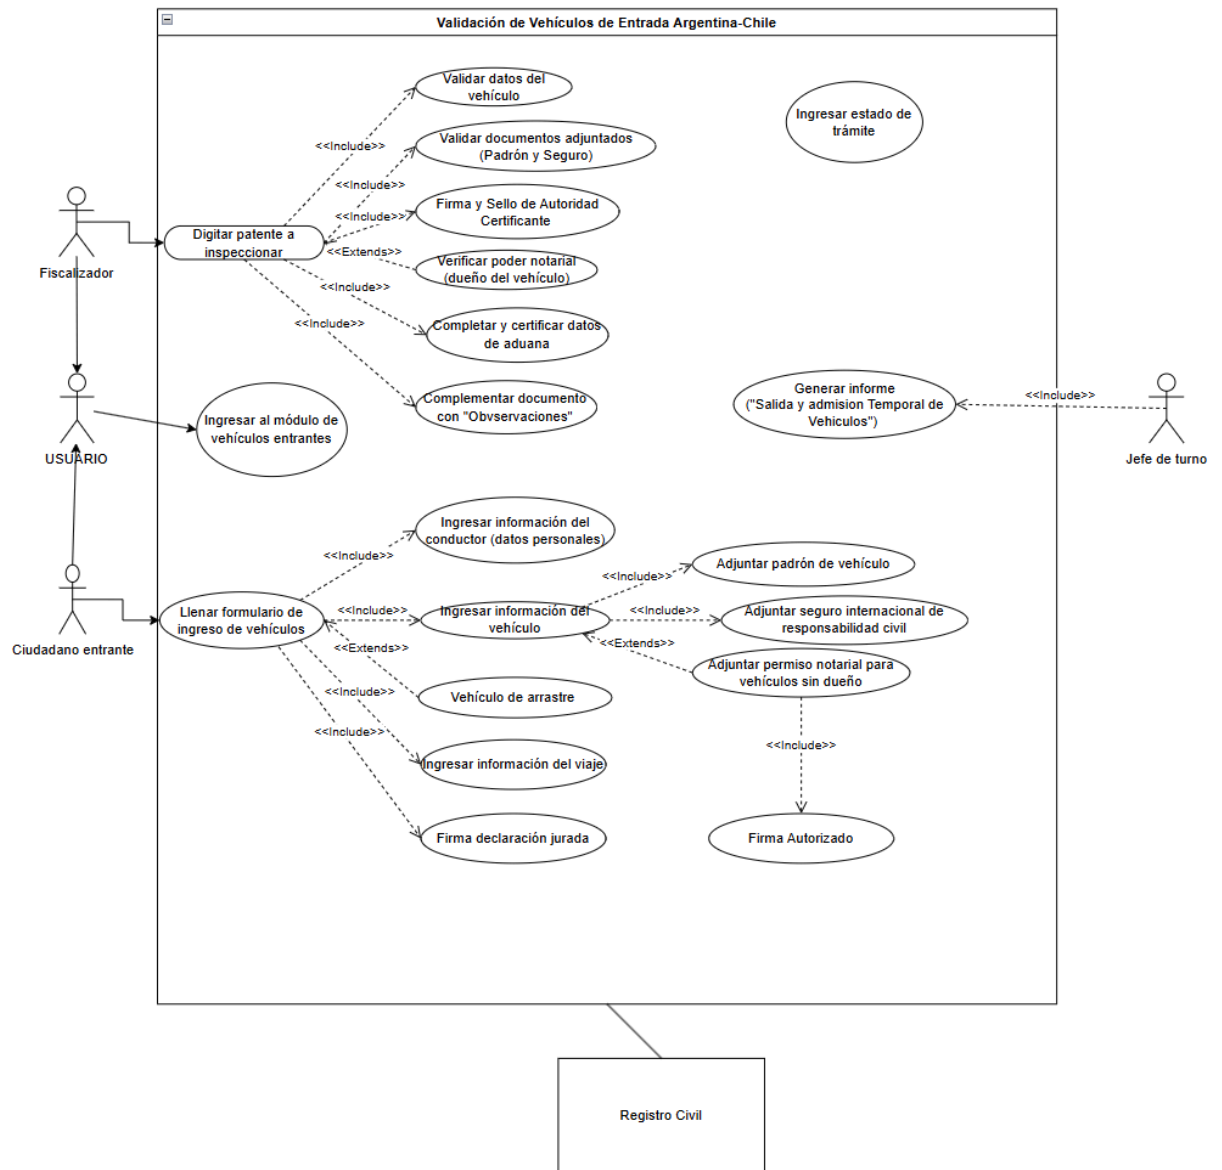 Validación de Vehículos de Entrada Argentina-Chile
Validar datos del
vehículo
Ingresar estado de
trámite
<<Include>>
Validar documentos adjuntados
(Padrón y Seguro)
<<Include>>
Firma y Sello de Autoridad
Certificante
<<Include>>
Digitar patente a
inspeccionar
<<Extends>>
Verificar poder notarial
(dueño del vehículo)
Fiscalizador
<<Include>>
<<Include>>
Completar y certificar datos
de aduana
Complementar documento
con "Obvservaciones"
Generar informe
("Salida y admision Temporal de
Vehiculos")
<<Include>>
Jefe de turno
Ingresar al módulo de
vehículos entrantes
USUARIO
Ingresar información del
conductor (datos personales)
<<Include>>
Adjuntar padrón de vehículo
<<Include>>
Llenar formulario de
ingreso de vehículos
<<Include>>
Ingresar información del
vehículo
<<Include>>
Adjuntar seguro internacional de
responsabilidad civil
Ciudadano entrante
<<Extends>>
<<Extends>>
Adjuntar permiso notarial para
vehículos sin dueño
<<Include>>
Vehículo de arrastre
<<Include>>
<<Include>>
Ingresar información del viaje
Firma declaración jurada
Firma Autorizado
Registro Civil